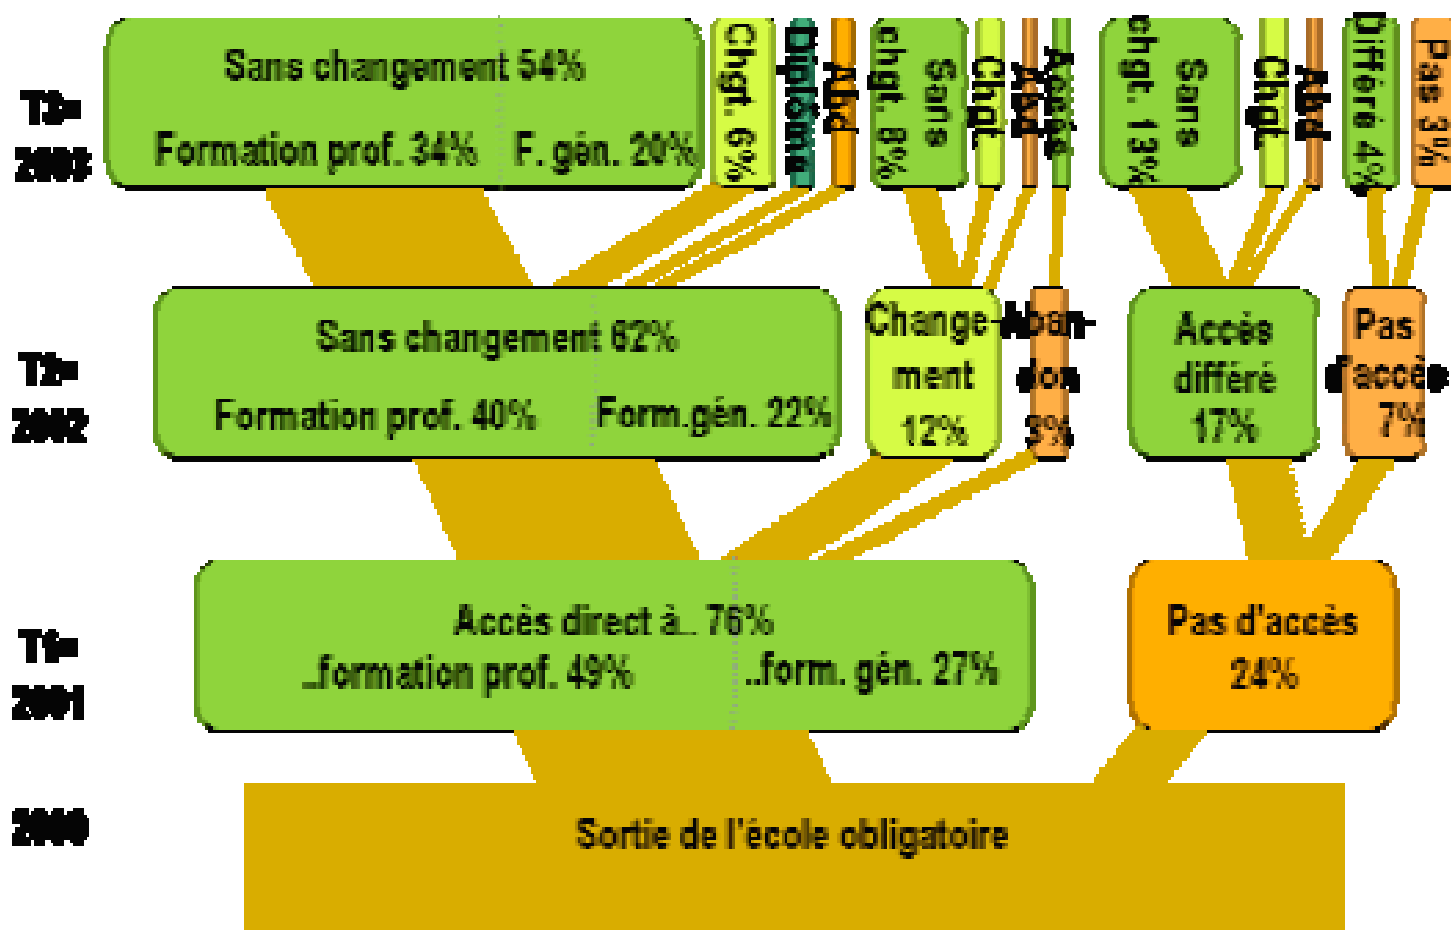 Sans changement 54%
Formation prof. 34%
F. gén. 20%
Chgt. 6%
Diplôme
Abd
Sans
chgt. 8%
Chgt
Abd
Accès
Sans
chgt. 13%
Chgt
Abd
Différé 4%
Pas 3%
T3=
2003
Sans changement 62%
Formation prof. 40%
Form.gén. 22%
Change-
ment
12%
Aban-
don
3%
Accès
différé
17%
Pas
d'accès
7%
T2=
2002
Accès direct à.. 76%
..formation prof. 49%
..form. gén. 27%
Pas d'accès
24%
T1=
2001
2000
Sortie de l'école obligatoire